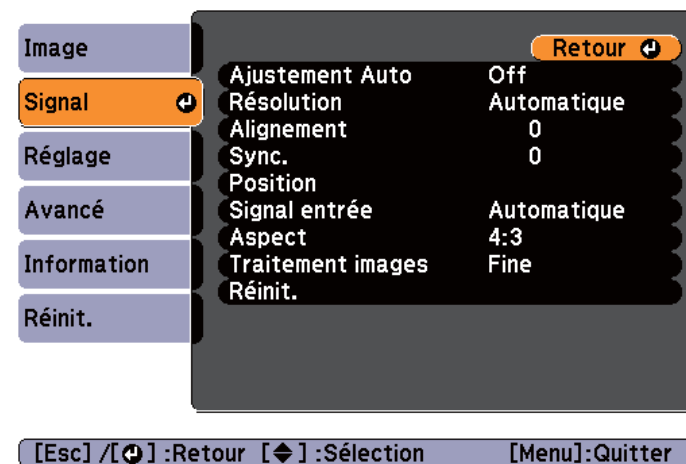 Image
Signal
Réglage
Avancé
Information
Réinit.
Retour
Ajustement Auto Off
Résolution Automatique
Alignement 0
Sync. 0
Position
Signal entrée Automatique
Aspect 4:3
Traitement images Fine
Réinit.
[Esc] /[⏎] :Retour [◆] :Sélection [Menu]:Quitter